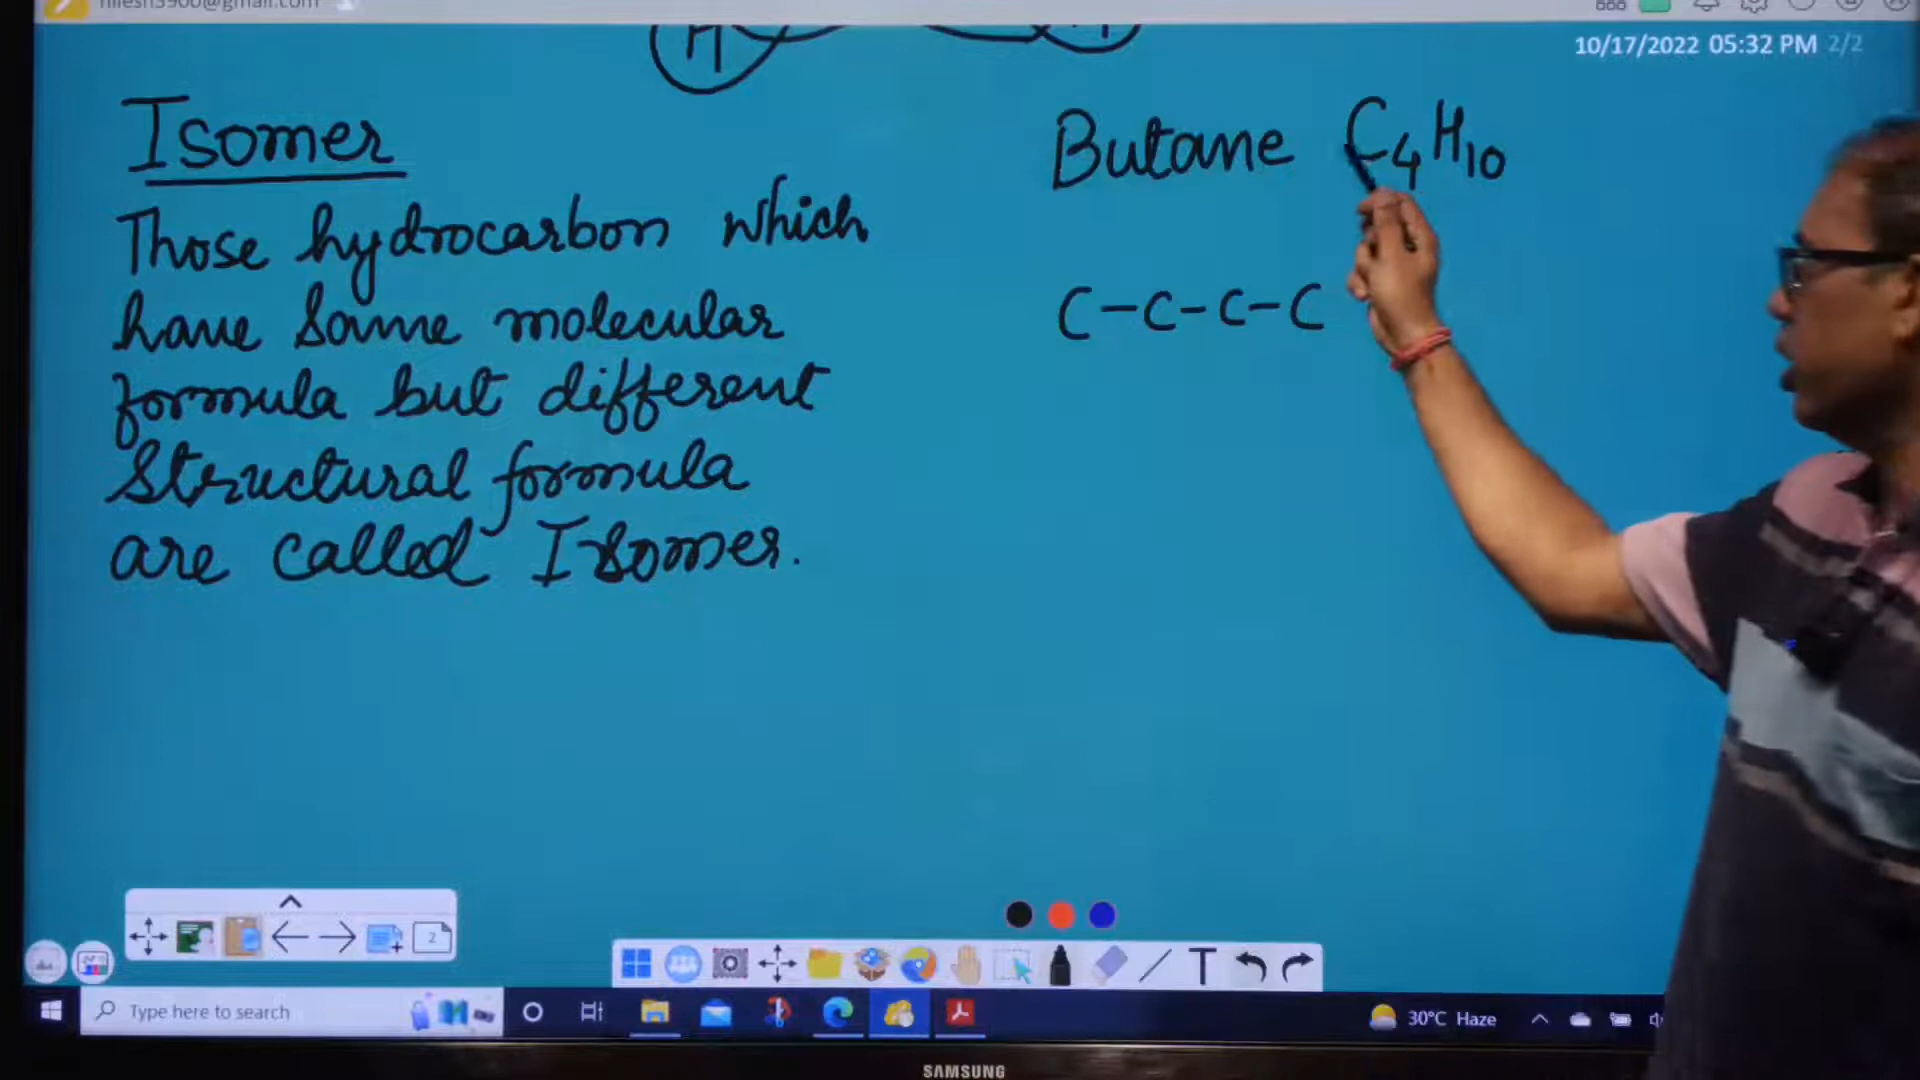 10/17/2022 05:32 PM 2/2
Isomer
Butane C₄H₁₀
Those hydrocarbon which
have same molecular
formula but different
Structural formula
are called Isomer.
C-C-C-C
2
T
Type here to search
30°C Haze
SAMSUNG